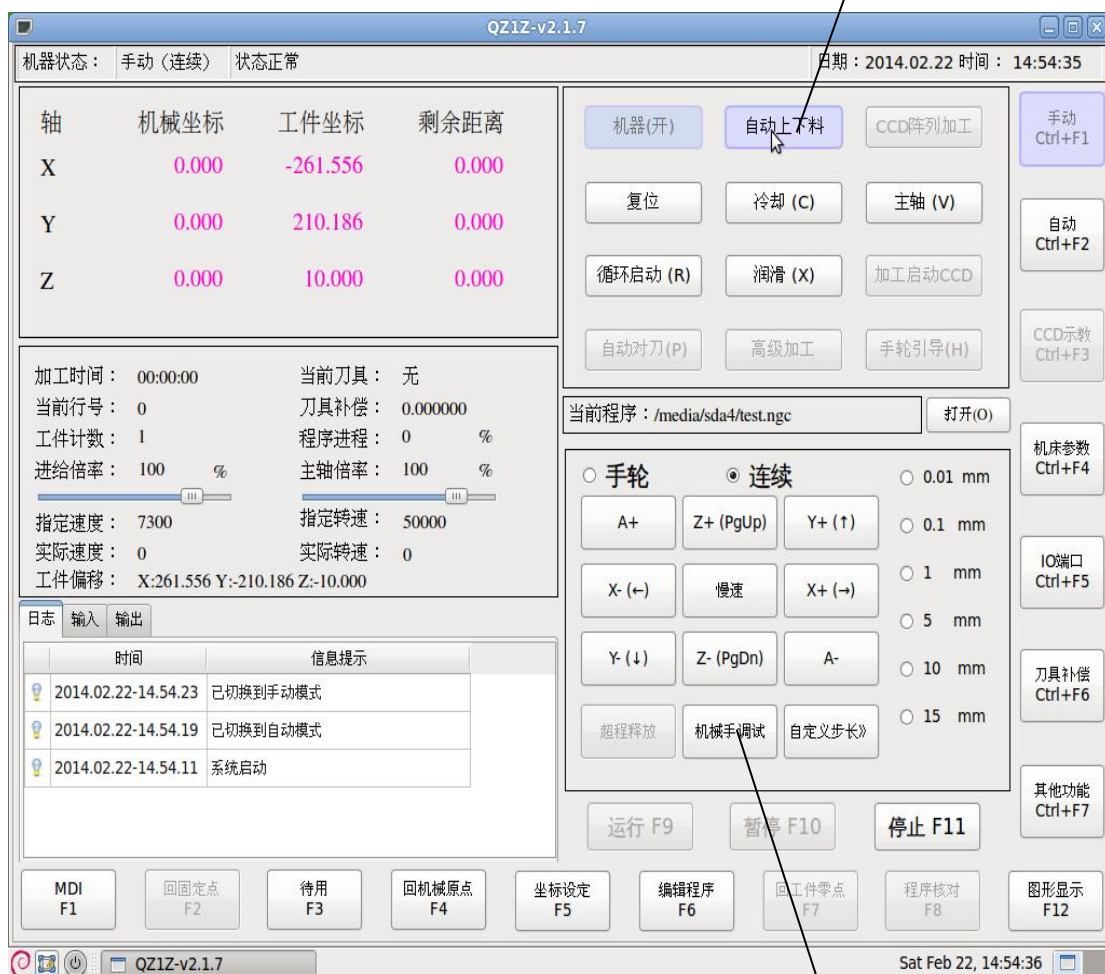 QZ1Z-v2.1.7
机器状态： 手动（连续） 状态正常 日期：2014.02.22 时间： 14:54:35
轴 机械坐标 工件坐标 剩余距离
X 0.000 -261.556 0.000
Y 0.000 210.186 0.000
Z 0.000 10.000 0.000
加工时间： 00:00:00 当前刀具： 无
当前行号： 0 刀具补偿： 0.000000
工件计数： 1 程序进程： 0 %
进给倍率： 100 % 主轴倍率： 100 %
指定速度： 7300 指定转速： 50000
实际速度： 0 实际转速： 0
工件偏移： X:261.556 Y:-210.186 Z:-10.000
日志 输入 输出
时间 信息提示
2014.02.22-14.54.23 已切换到手动模式
2014.02.22-14.54.19 已切换到自动模式
2014.02.22-14.54.11 系统启动
机器(开) 自动上下料 CCD阵列加工
复位 冷却 (C) 主轴 (V)
循环启动 (R) 润滑 (X) 加工启动CCD
自动对刀(P) 高级加工 手轮引导(H)
当前程序：/media/sda4/test.ngc 打开(O)
手轮 连续 0.01 mm
A+ Z+ (PgUp) Y+ (↑) 0.1 mm
X- (←) 慢速 X+ (→) 1 mm
5 mm
Y- (↓) Z- (PgDn) A- 10 mm
超程释放 机械手调试 自定义步长》 15 mm
运行 F9 暂停 F10 停止 F11
手动
Ctrl+F1
自动
Ctrl+F2
CCD示教
Ctrl+F3
机床参数
Ctrl+F4
IO端口
Ctrl+F5
刀具补偿
Ctrl+F6
其他功能
Ctrl+F7
MDI 回固定点 待用 回机械原点 坐标设定 编辑程序 回工件零点 程序核对 图形显示
F1 F2 F3 F4 F5 F6 F7 F8 F12
QZ1Z-v2.1.7 Sat Feb 22, 14:54:36